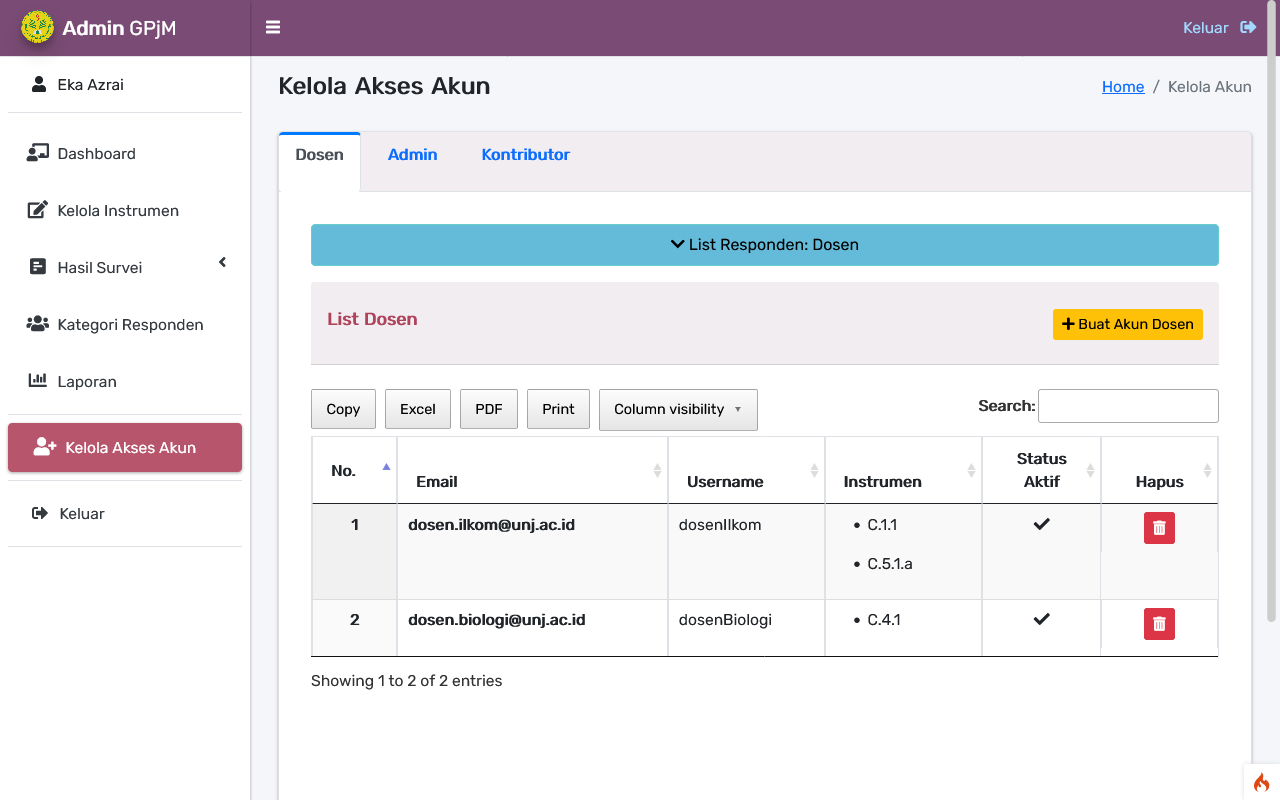 Admin GPjM
Keluar
Eka Azrai
Dashboard
Kelola Instrumen
Hasil Survei
Kategori Responden
Laporan
Kelola Akses Akun
Keluar
Kelola Akses Akun
Home / Kelola Akun
Dosen Admin Kontributor
List Responden: Dosen
List Dosen
Buat Akun Dosen
Copy Excel PDF Print Column visibility
Search:
No. Email Username Instrumen Status Aktif Hapus
1 dosen.ilkom@unj.ac.id dosenIlkom • C.1.1
• C.5.1.a
2 dosen.biologi@unj.ac.id dosenBiologi • C.4.1
Showing 1 to 2 of 2 entries